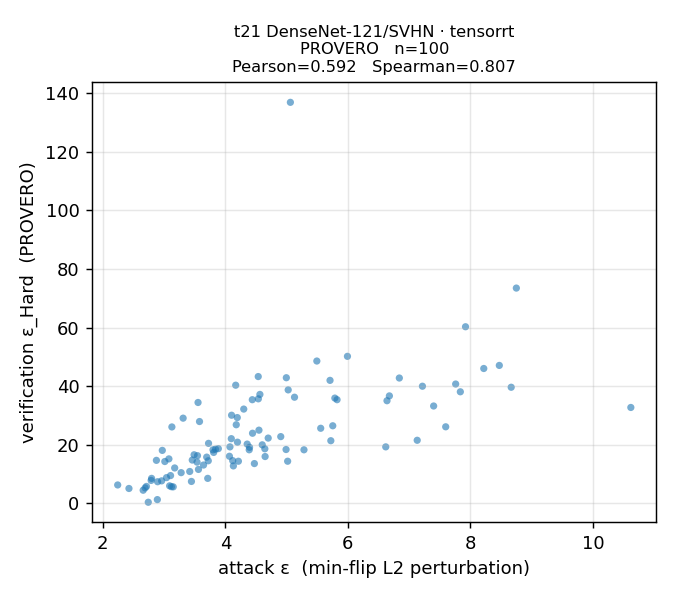 t21 DenseNet-121/SVHN · tensorrt
PROVERO   n=100
Pearson=0.592   Spearman=0.807
verification ε_Hard  (PROVERO)
140
120
100
80
60
40
20
0
2
4
6
8
10
attack ε  (min-flip L2 perturbation)